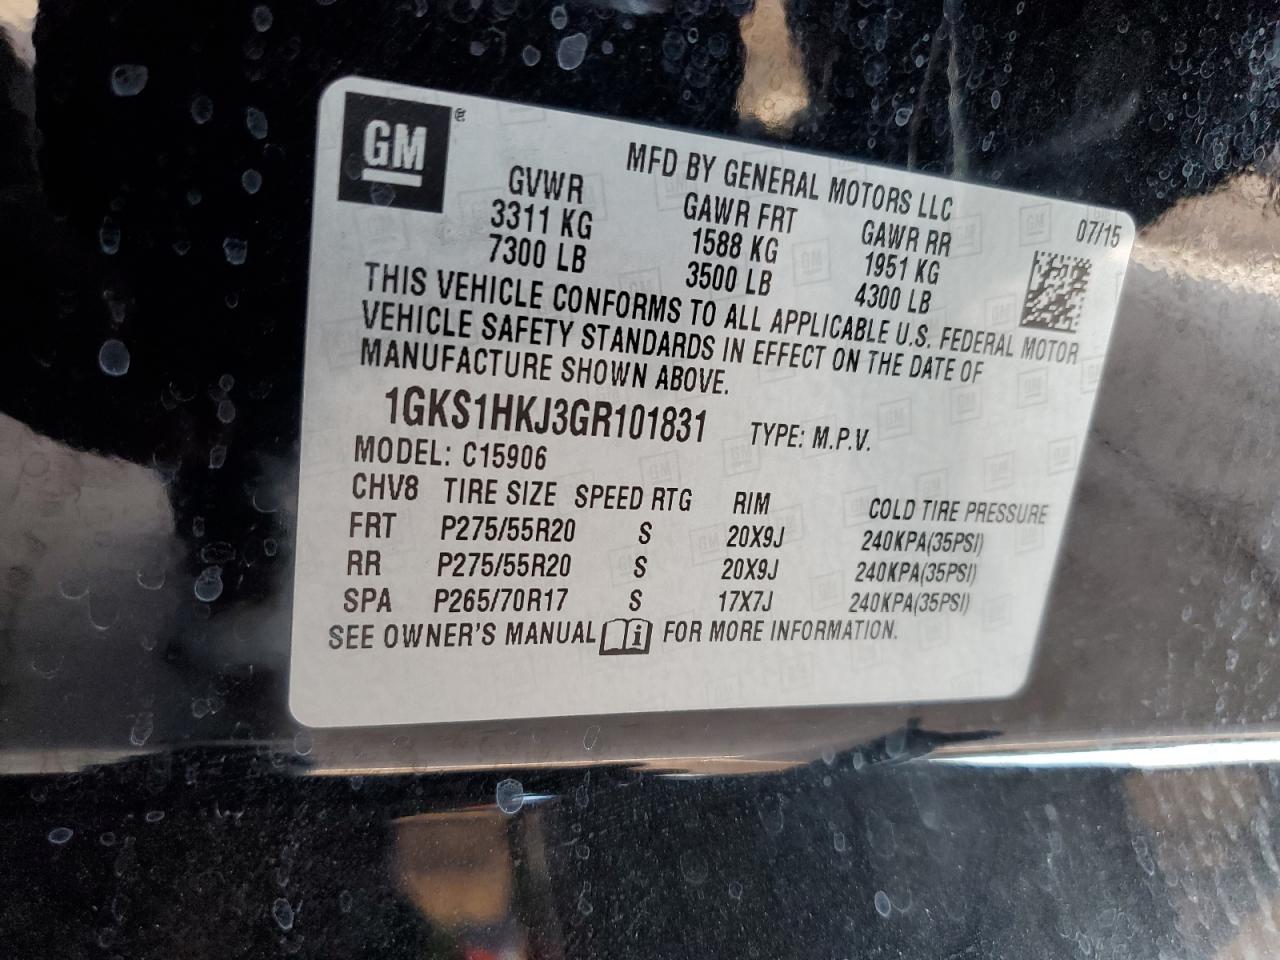 GM ®
MFD BY GENERAL MOTORS LLC
07/15
GVWR GAWR FRT GAWR RR
3311 KG 1588 KG 1951 KG
7300 LB 3500 LB 4300 LB
THIS VEHICLE CONFORMS TO ALL APPLICABLE U.S. FEDERAL MOTOR
VEHICLE SAFETY STANDARDS IN EFFECT ON THE DATE OF
MANUFACTURE SHOWN ABOVE.
1GKS1HKJ3GR101831 TYPE: M.P.V.
MODEL: C15906
CHV8 TIRE SIZE SPEED RTG RIM COLD TIRE PRESSURE
FRT P275/55R20 S 20X9J 240KPA(35PSI)
RR P275/55R20 S 20X9J 240KPA(35PSI)
SPA P265/70R17 S 17X7J 240KPA(35PSI)
SEE OWNER'S MANUAL i FOR MORE INFORMATION.